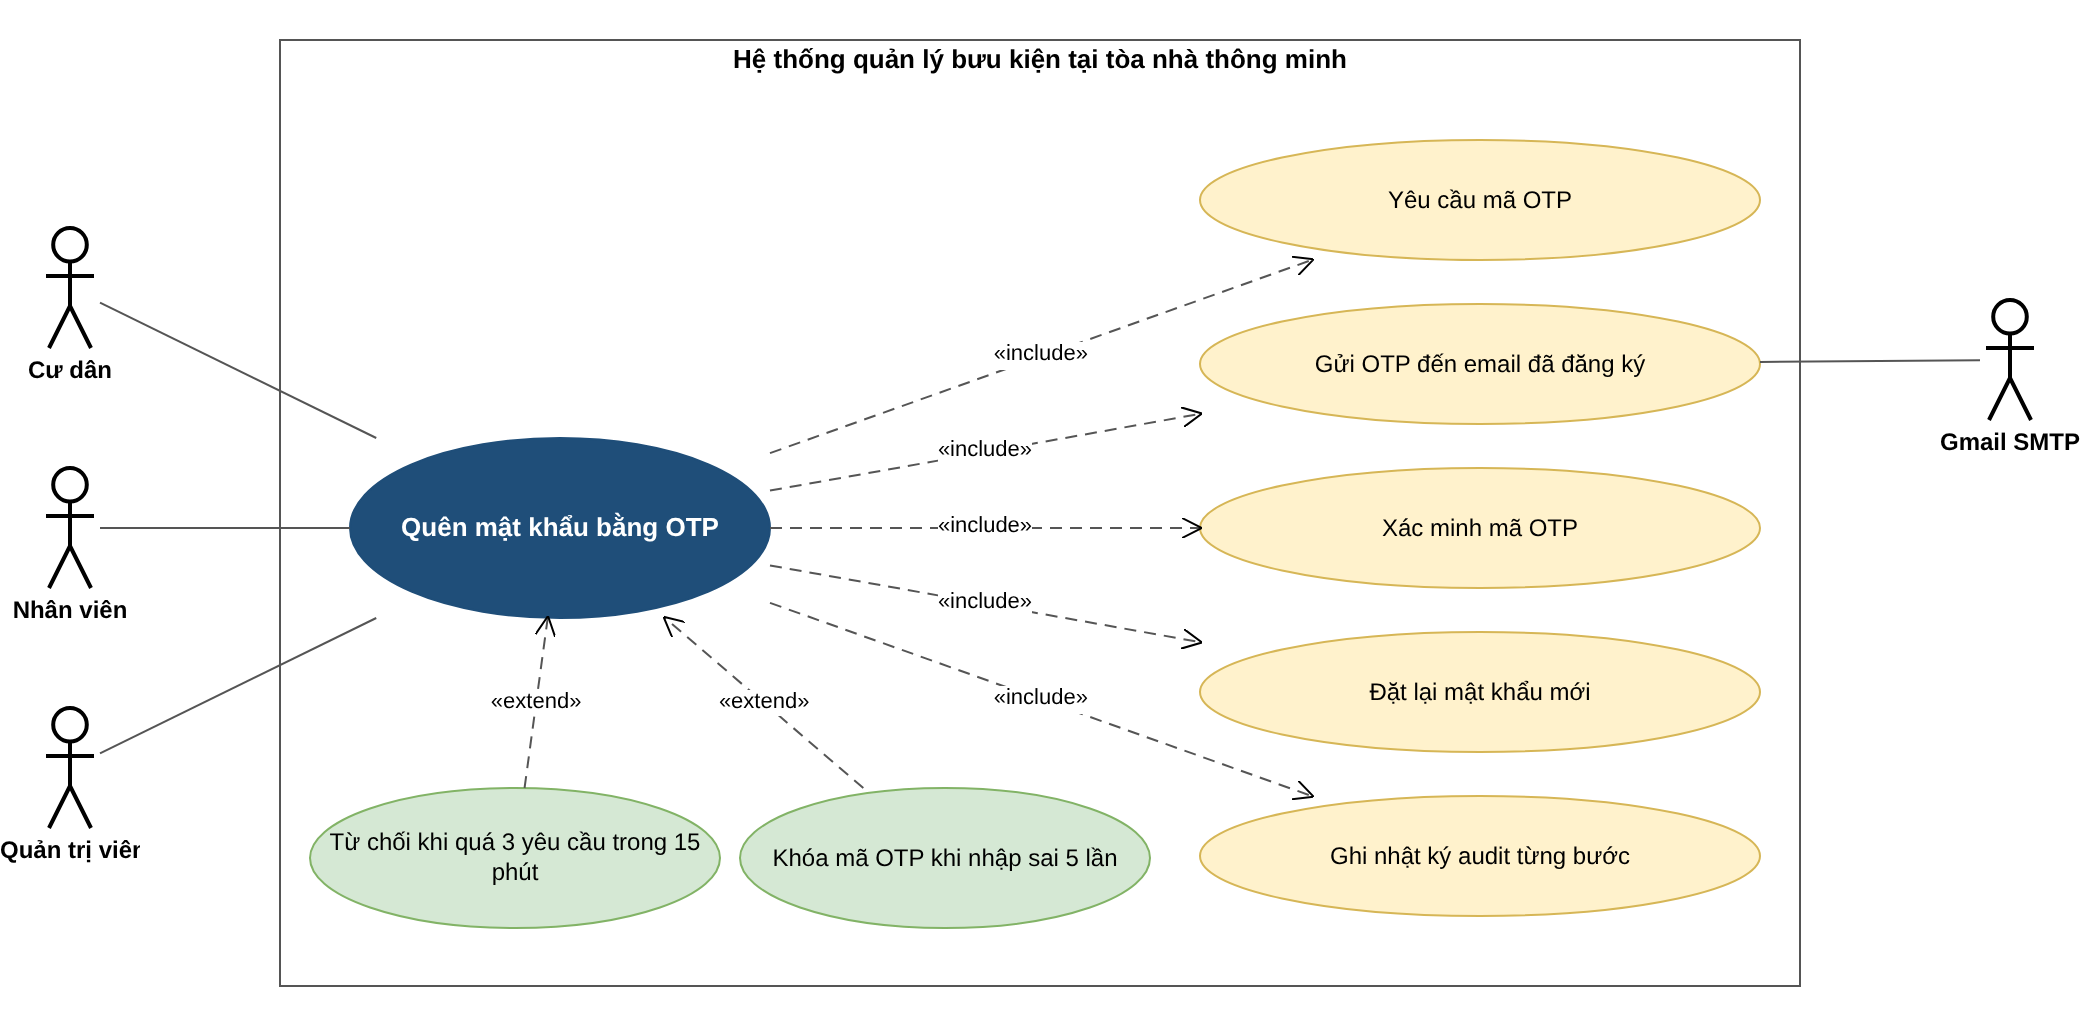 Hệ thống quản lý bưu kiện tại tòa nhà thông minh
Yêu cầu mã OTP
Gửi OTP đến email đã đăng ký
Xác minh mã OTP
Đặt lại mật khẩu mới
Ghi nhật ký audit từng bước
Cư dân
Nhân viên
Quản trị viên
Gmail SMTP
Quên mật khẩu bằng OTP
«include»
«include»
«include»
«include»
«include»
«extend»
«extend»
Từ chối khi quá 3 yêu cầu trong 15
phút
Khóa mã OTP khi nhập sai 5 lần